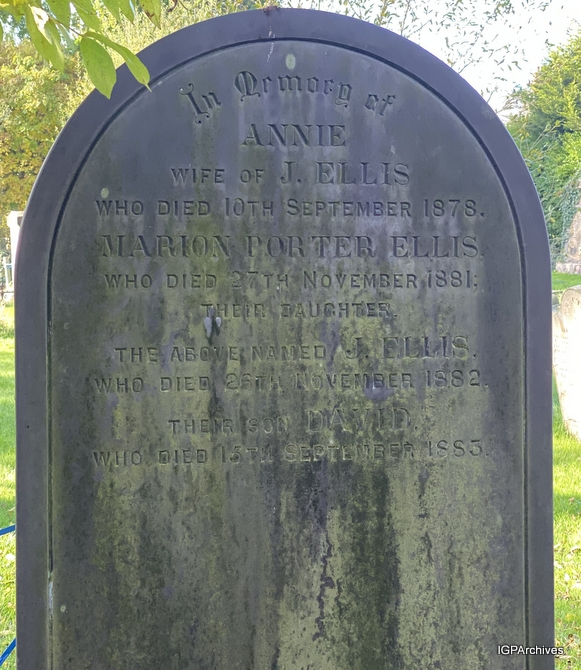 In Memory of
ANNIE
WIFE OF J. ELLIS
WHO DIED 10TH SEPTEMBER 1878.
MARION PORTER ELLIS.
WHO DIED 27TH NOVEMBER 1881;
THEIR DAUGHTER.
THE ABOVE NAMED J. ELLIS.
WHO DIED 26TH NOVEMBER 1882.
THEIR SON DAVID.
WHO DIED 15TH SEPTEMBER 1885.
IGPArchives